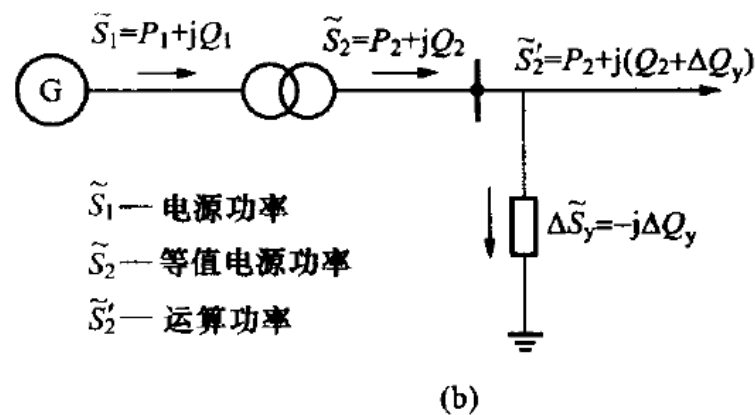 S̃₁=P₁+jQ₁
S̃₂=P₂+jQ₂
S̃₂′=P₂+j(Q₂+ΔQy)
G
S̃₁— 电源功率
ΔS̃y=-jΔQy
S̃₂— 等值电源功率
S̃₂′— 运算功率
(b)